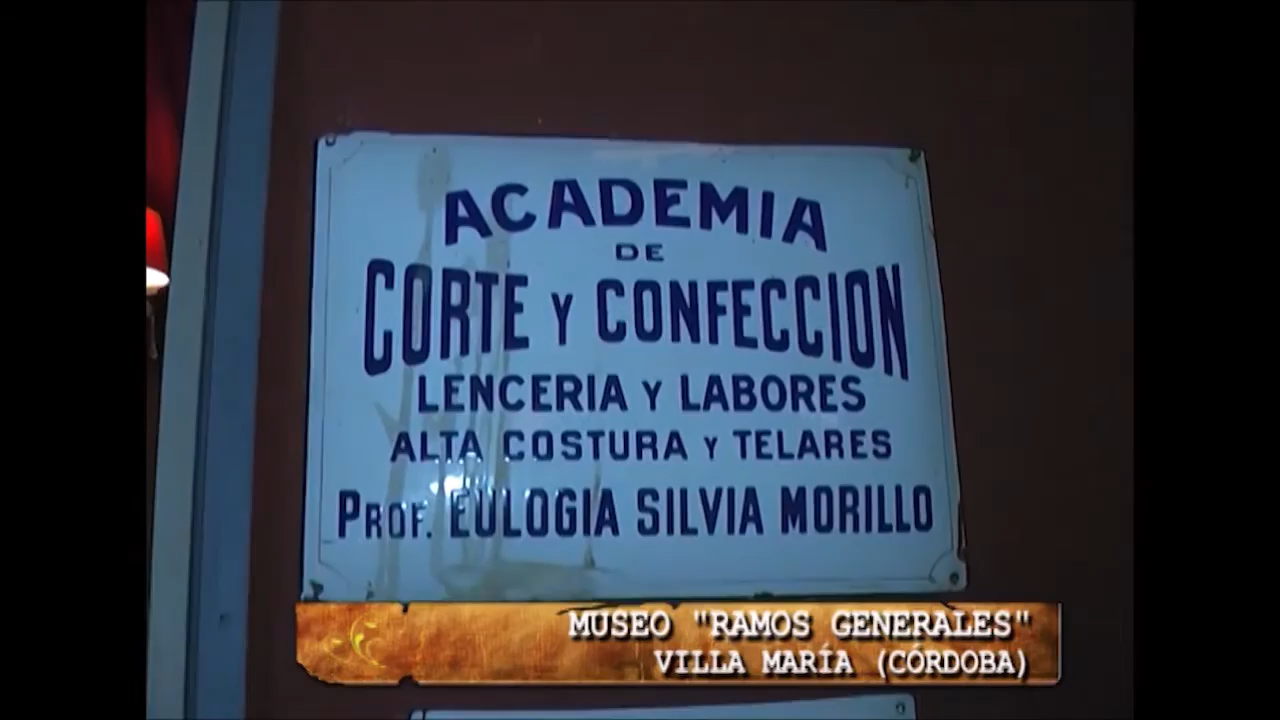 ACADEMIA
DE
CORTE Y CONFECCION
LENCERIA Y LABORES
ALTA COSTURA Y TELARES
PROF. EULOGIA SILVIA MORILLO
MUSEO "RAMOS GENERALES"
VILLA MARÍA (CÓRDOBA)